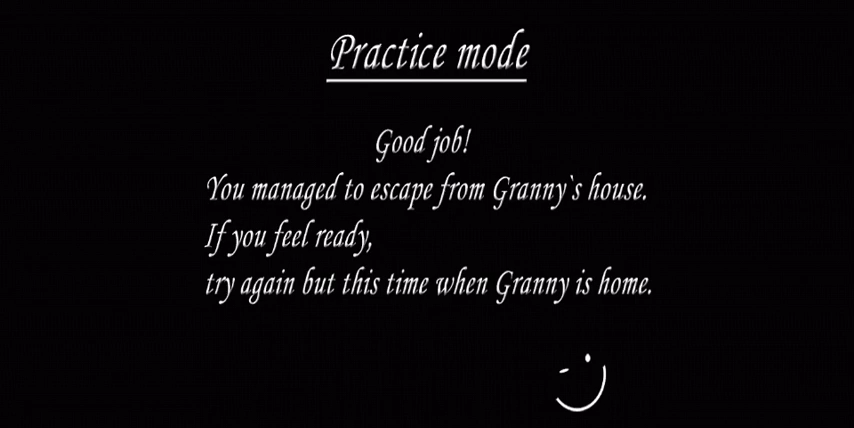 Practice mode
Good job!
You managed to escape from Granny`s house.
If you feel ready,
try again but this time when Granny is home.